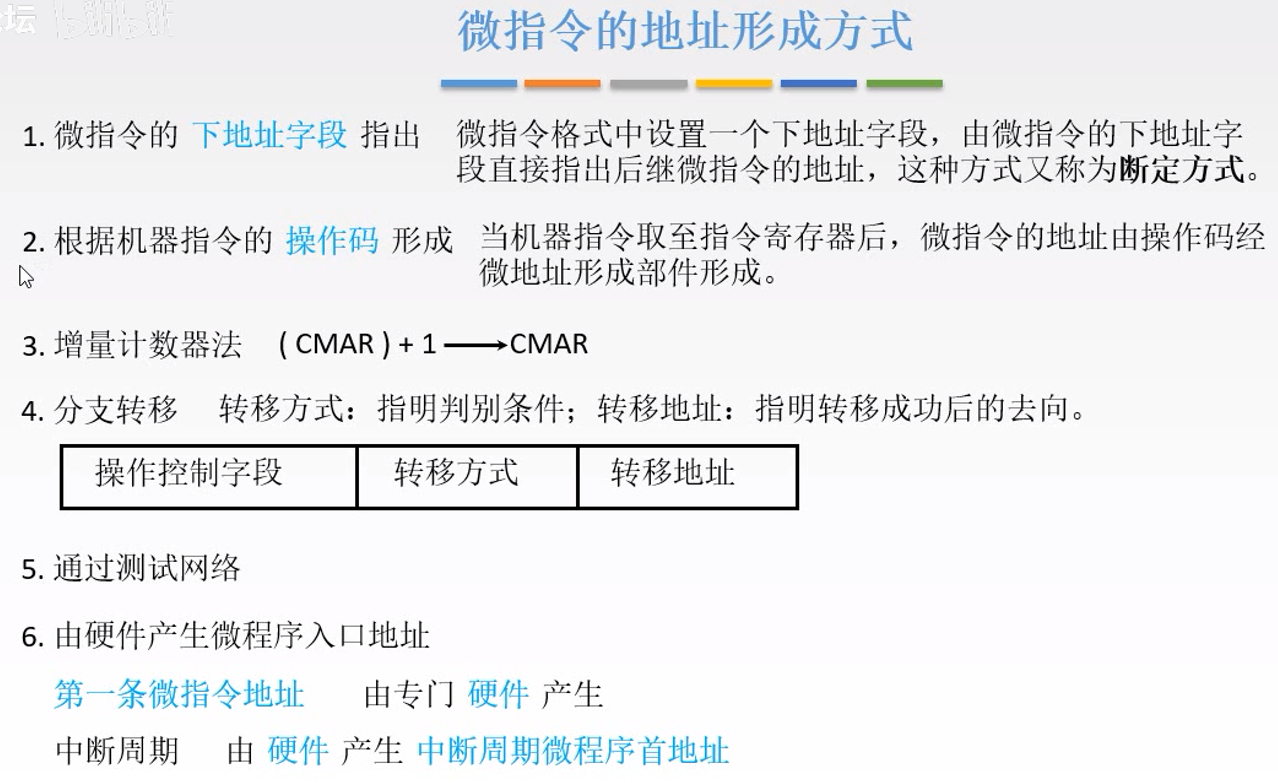 坛 bilibili
微指令的地址形成方式
1. 微指令的 下地址字段 指出 微指令格式中设置一个下地址字段，由微指令的下地址字
段直接指出后继微指令的地址，这种方式又称为断定方式。
2. 根据机器指令的 操作码 形成 当机器指令取至指令寄存器后，微指令的地址由操作码经
微地址形成部件形成。
3. 增量计数器法 ( CMAR ) + 1 ⟶ CMAR
4. 分支转移 转移方式：指明判别条件；转移地址：指明转移成功后的去向。
操作控制字段 转移方式 转移地址
5. 通过测试网络
6. 由硬件产生微程序入口地址
第一条微指令地址 由专门 硬件 产生
中断周期 由 硬件 产生 中断周期微程序首地址